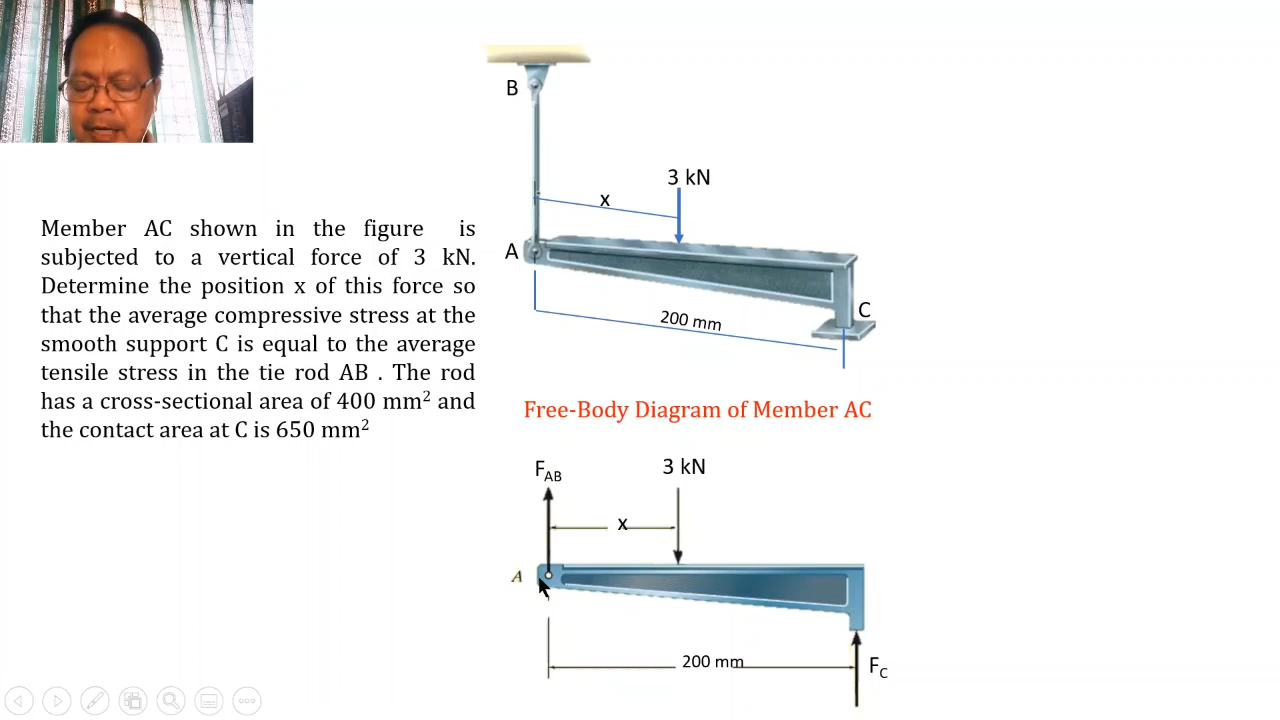 B
3 kN
x
A
200 mm
C
Member AC shown in the figure is
subjected to a vertical force of 3 kN.
Determine the position x of this force so
that the average compressive stress at the
smooth support C is equal to the average
tensile stress in the tie rod AB . The rod
has a cross-sectional area of 400 mm² and
the contact area at C is 650 mm²
Free-Body Diagram of Member AC
F_AB
3 kN
x
A
200 mm
F_C